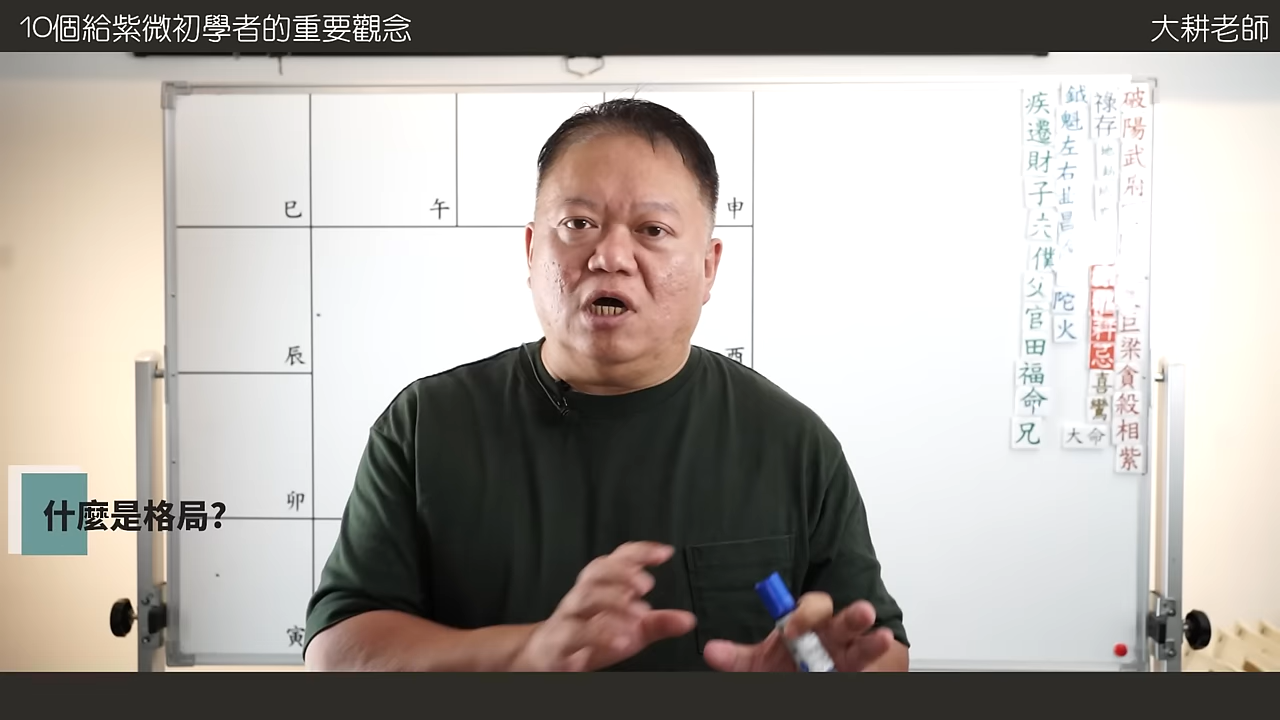 10個給紫微初學者的重要觀念
大耕老師
巳
午
申
辰
酉
卯
寅
什麼是格局?
疾遷財子六僕父官田福命兄
鉞魁左右
昌
陀火
祿存
忌
喜鸞
大命
破陽武府
巨梁貪殺相紫